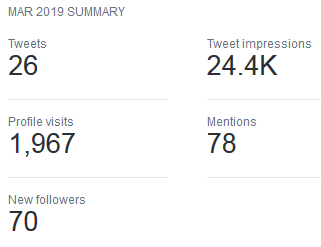 MAR 2019 SUMMARY
Tweets
26
Tweet impressions
24.4K
Profile visits
1,967
Mentions
78
New followers
70